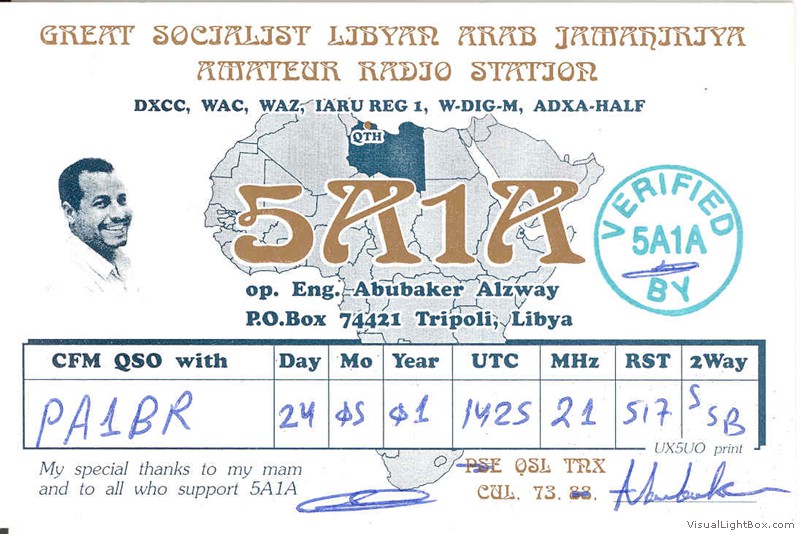 GREAT SOCIALIST LIBYAN ARAB JAMAHIRIYA
AMATEUR RADIO STATION
DXCC, WAC, WAZ, IARU REG 1, W-DIG-M, ADXA-HALF
QTH
5A1A
VERIFIED
5A1A
BY
op. Eng. Abubaker Alzway
P.O.Box 74421 Tripoli, Libya
CFM QSO with Day Mo Year UTC MHz RST 2Way
PA1BR 24 05 01 1425 21 517 SSB
UX5UO print
My special thanks to my mam
and to all who support 5A1A
PSE QSL TNX
CUL. 73. 88.
Abubaker
VisualLightBox.com